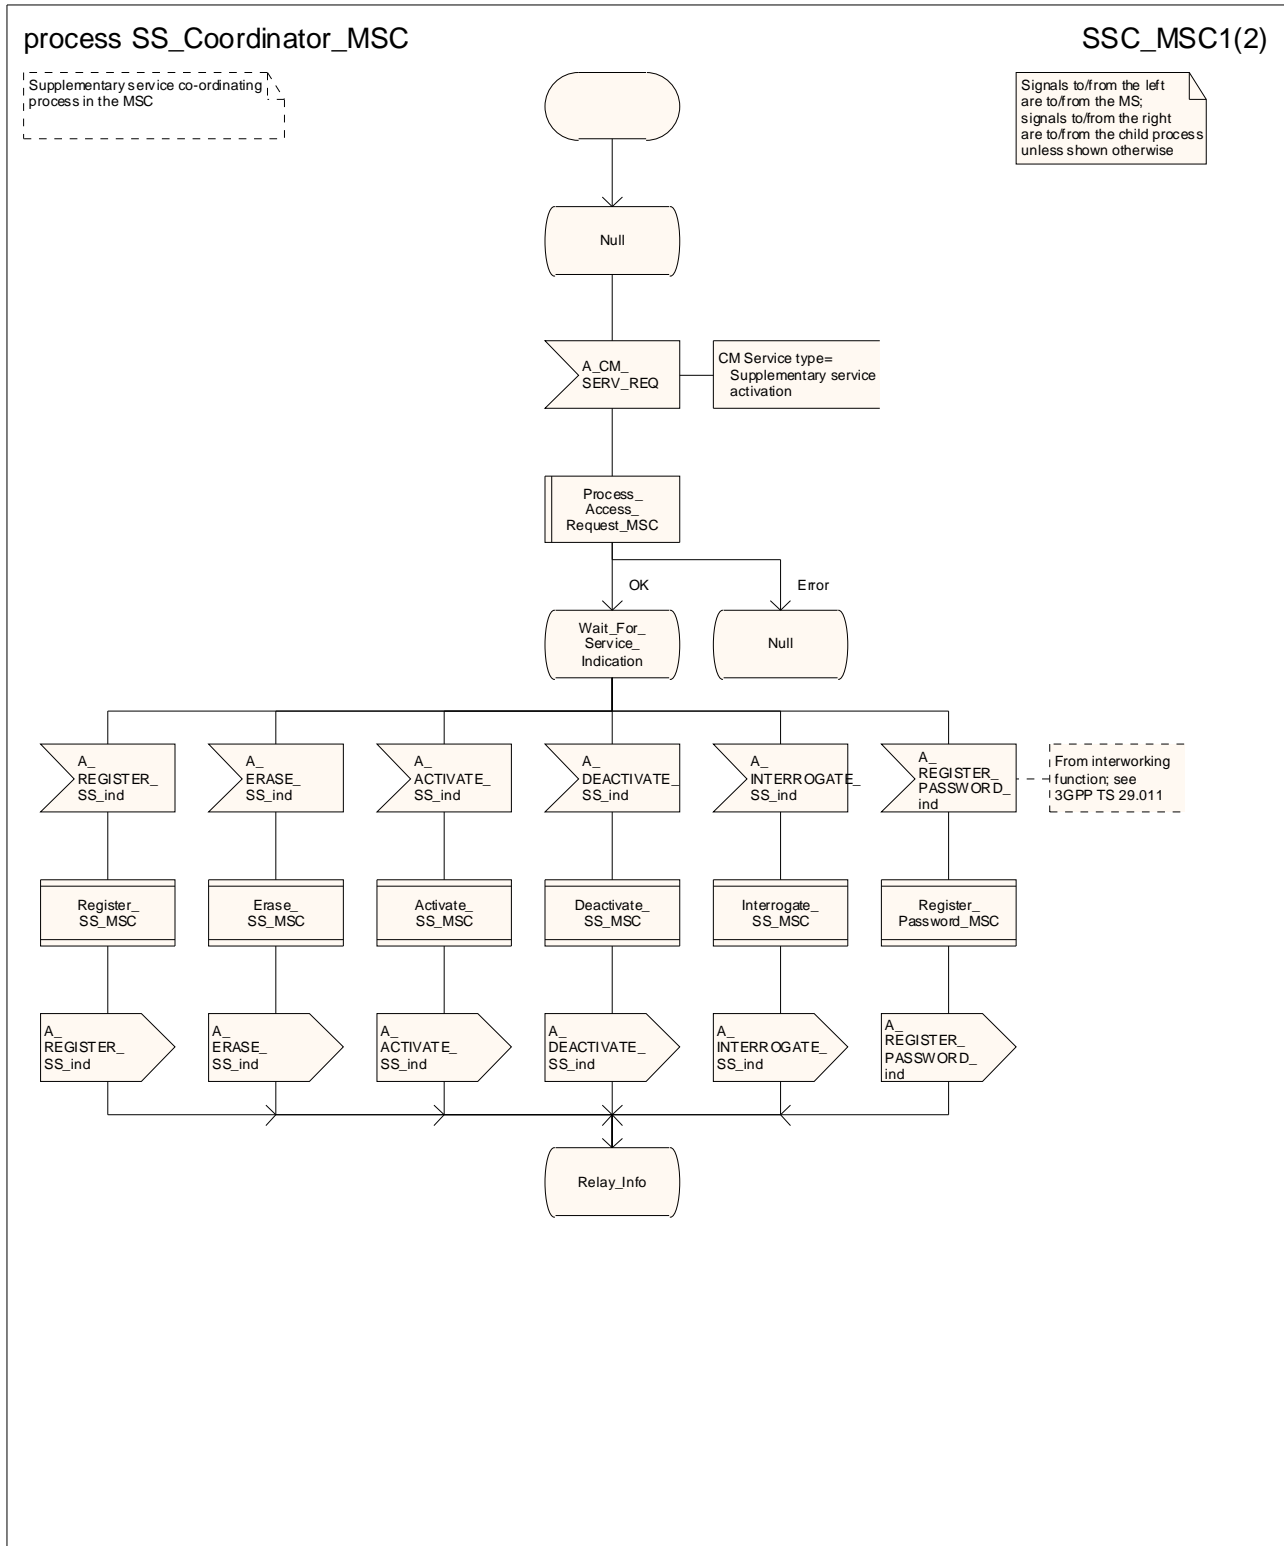 process SS_Coordinator_MSC
SSC_MSC1(2)
Supplementary service co-ordinating
process in the MSC
Signals to/from the left
are to/from the MS;
signals to/from the right
are to/from the child process
unless shown otherwise
Null
A_CM_
SERV_REQ
CM Service type=
Supplementary service
activation
Process_
Access_
Request_MSC
OK
Error
Wait_For_
Service_
Indication
Null
A_
REGISTER_
SS_ind
A_
ERASE_
SS_ind
A_
ACTIVATE_
SS_ind
A_
DEACTIVATE_
SS_ind
A_
INTERROGATE_
SS_ind
A_
REGISTER_
PASSWORD_
ind
From interworking
function; see
3GPP TS 29.011
Register_
SS_MSC
Erase_
SS_MSC
Activate_
SS_MSC
Deactivate_
SS_MSC
Interrogate_
SS_MSC
Register_
Password_MSC
A_
REGISTER_
SS_ind
A_
ERASE_
SS_ind
A_
ACTIVATE_
SS_ind
A_
DEACTIVATE_
SS_ind
A_
INTERROGATE_
SS_ind
A_
REGISTER_
PASSWORD_
ind
Relay_Info